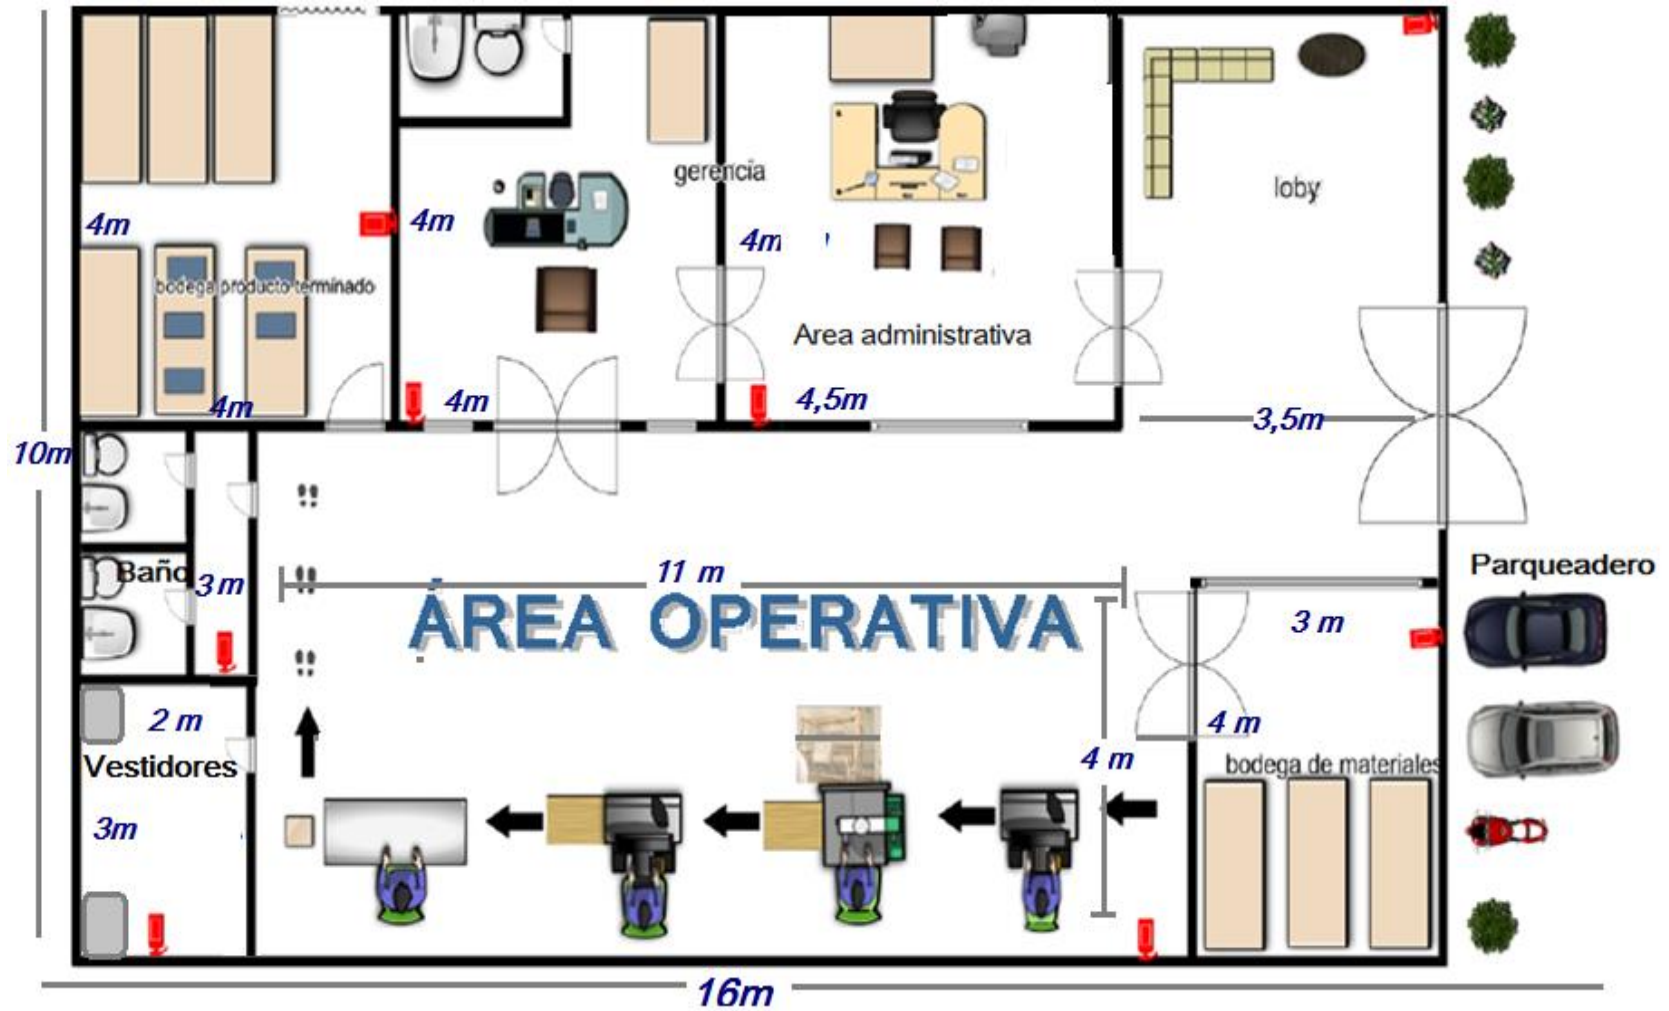 gerencia
loby
4m
4m
4m
bodega producto terminado
Area administrativa
4m
4m
4,5m
3,5m
10m
Baño
3 m
11 m
ÁREA OPERATIVA
Parqueadero
3 m
2 m
4 m
Vestidores
4 m
bodega de materiales
3m
16m